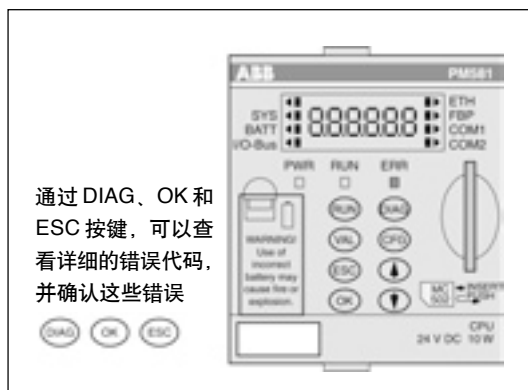 ABB PM581
ETH
SYS FBP
BATT 888888 COM1
I/O-Bus COM2
PWR RUN ERR
通过 DIAG、OK 和
ESC 按键，可以查
看详细的错误代码，
并确认这些错误
DIAG OK ESC
RUN DIAG
VAL CFG
ESC
OK
WARNING!
Use of
incorrect
battery may
cause fire or
explosion.
MC
502
INSERT
PUSH
CPU
24 V DC 10 W